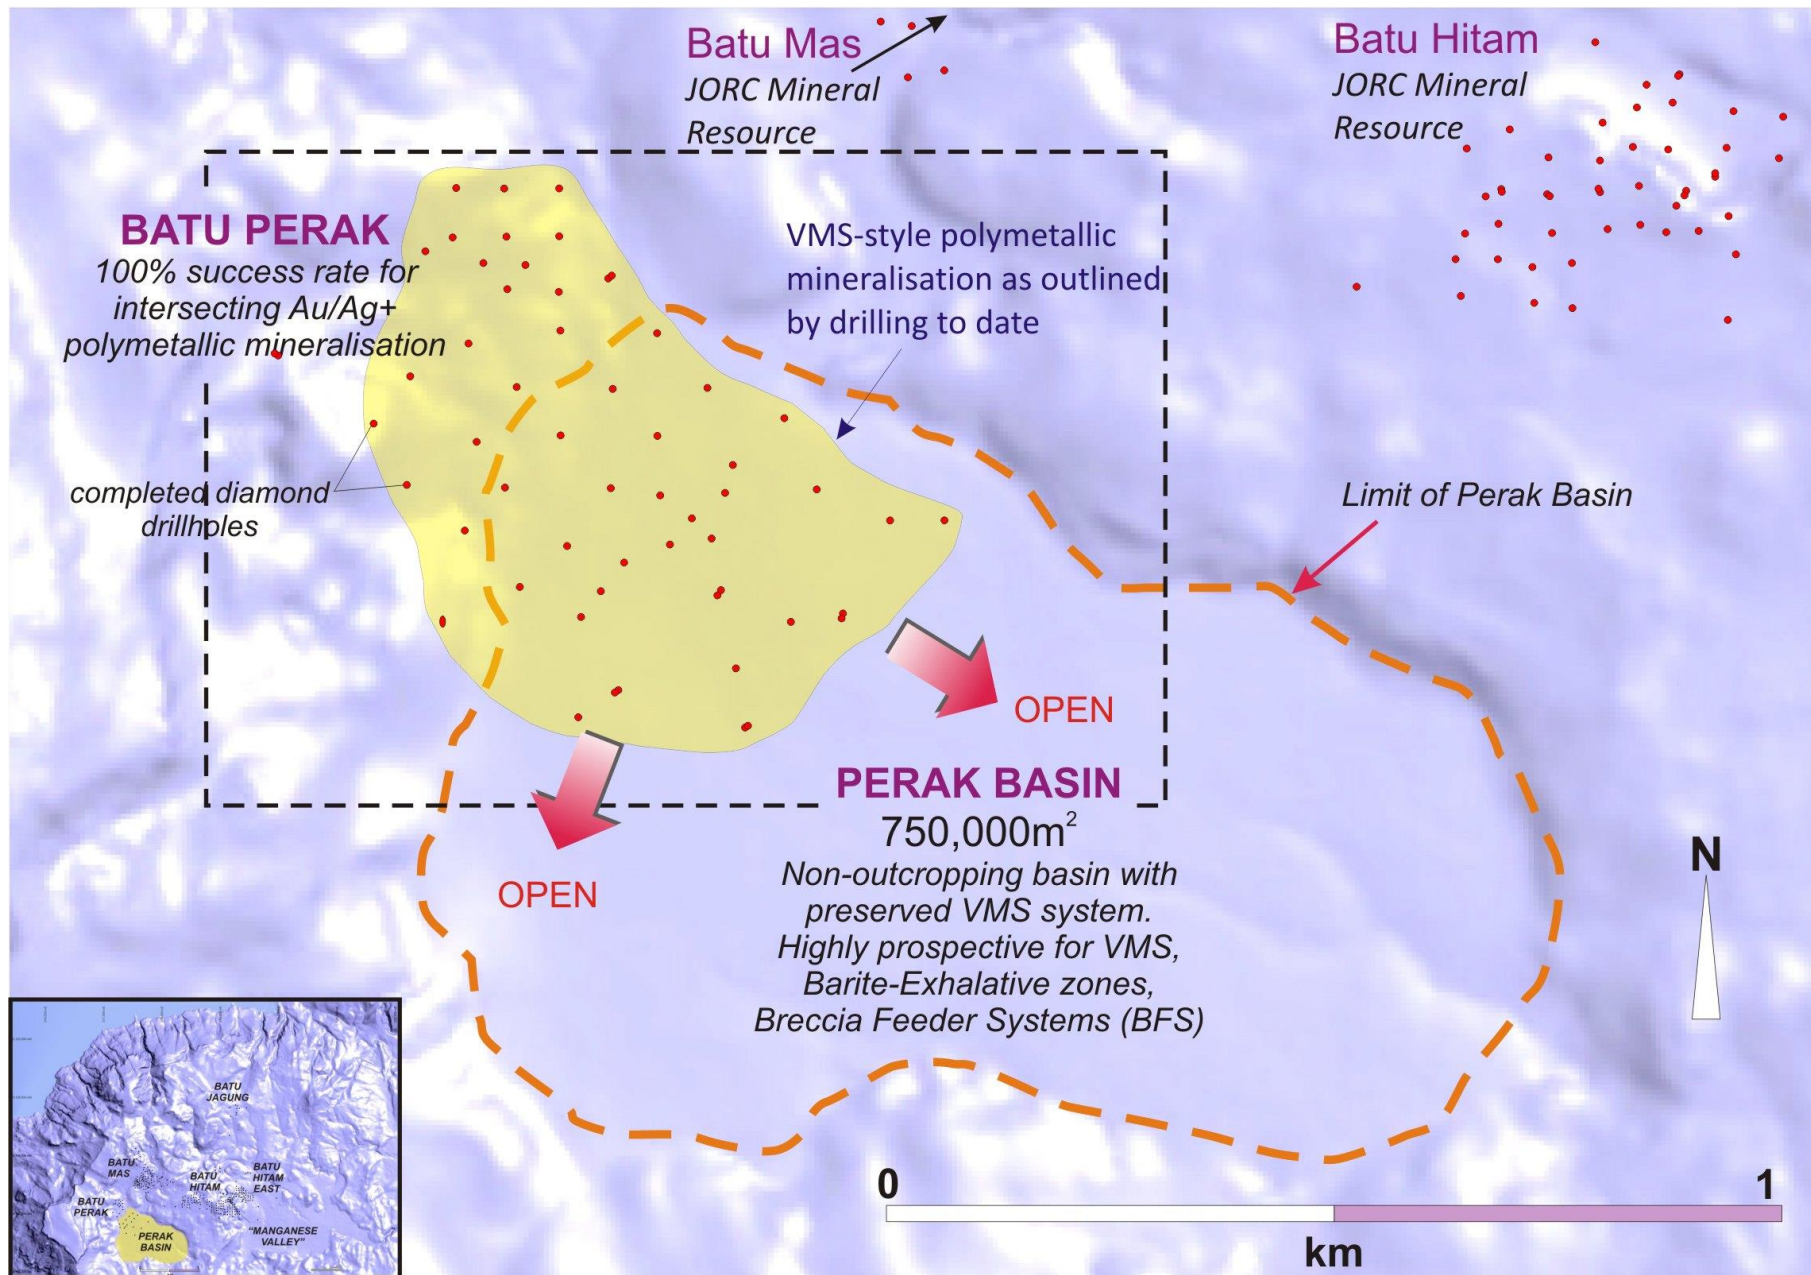 Batu Mas
JORC Mineral
Resource
Batu Hitam
JORC Mineral
Resource
BATU PERAK
100% success rate for
intersecting Au/Ag+
polymetallic mineralisation
VMS-style polymetallic
mineralisation as outlined
by drilling to date
completed diamond
drillholes
Limit of Perak Basin
OPEN
OPEN
PERAK BASIN
750,000m²
Non-outcropping basin with
preserved VMS system.
Highly prospective for VMS,
Barite-Exhalative zones,
Breccia Feeder Systems (BFS)
N
0
1
km
BATU
JAGUNG
BATU
MAS
BATU
HITAM
BATU
HITAM
EAST
BATU
PERAK
PERAK
BASIN
"MANGANESE
VALLEY"